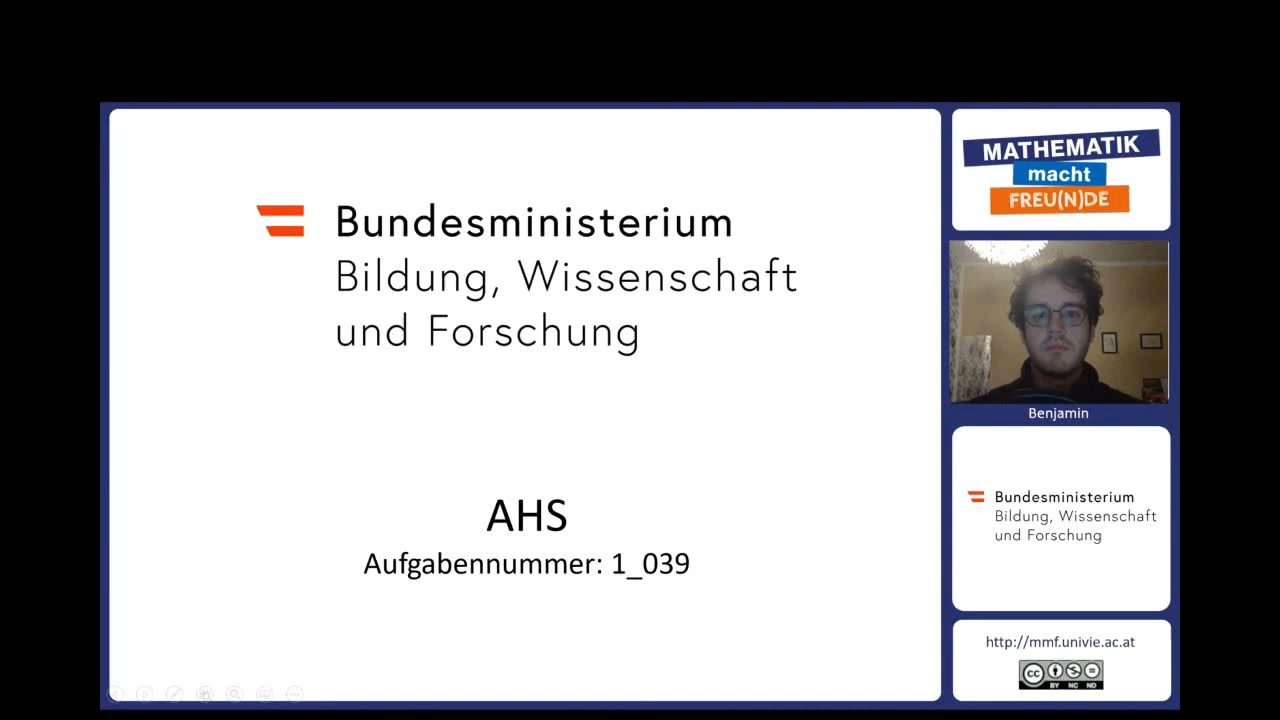 Bundesministerium
Bildung, Wissenschaft
und Forschung
AHS
Aufgabennummer: 1_039
MATHEMATIK
macht
FREU(N)DE
Benjamin
Bundesministerium
Bildung, Wissenschaft
und Forschung
http://mmf.univie.ac.at
cc
BY NC ND